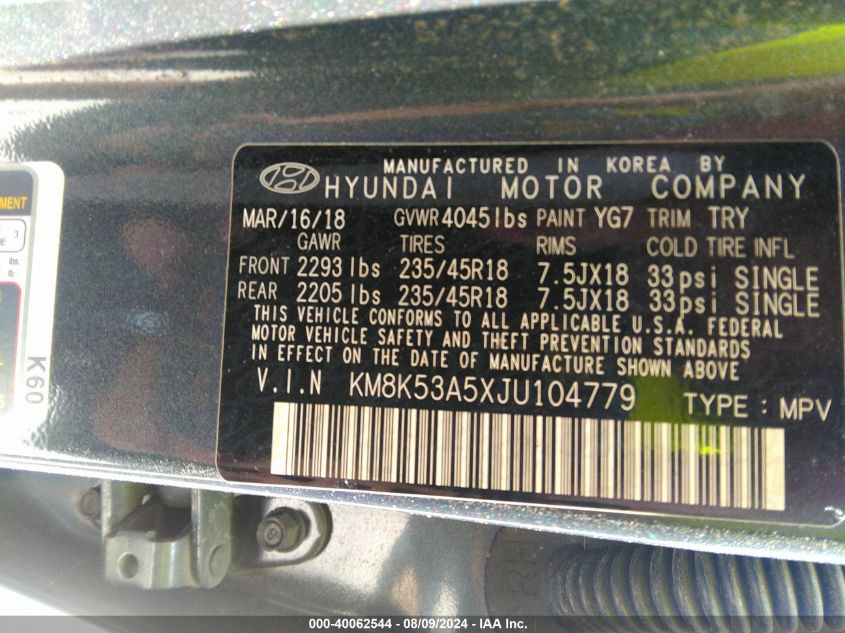 MANUFACTURED IN KOREA BY
HYUNDAI MOTOR COMPANY
MAR/16/18 GVWR 4045 lbs PAINT YG7 TRIM TRY
GAWR TIRES RIMS COLD TIRE INFL
FRONT 2293 lbs 235/45R18 7.5JX18 33psi SINGLE
REAR 2205 lbs 235/45R18 7.5JX18 33psi SINGLE
THIS VEHICLE CONFORMS TO ALL APPLICABLE U.S.A. FEDERAL
MOTOR VEHICLE SAFETY AND THEFT PREVENTION STANDARDS
IN EFFECT ON THE DATE OF MANUFACTURE SHOWN ABOVE
V.I.N KM8K53A5XJU104779 TYPE : MPV
MENT
3
lbs
K60
000-40062544 - 08/09/2024 - IAA Inc.